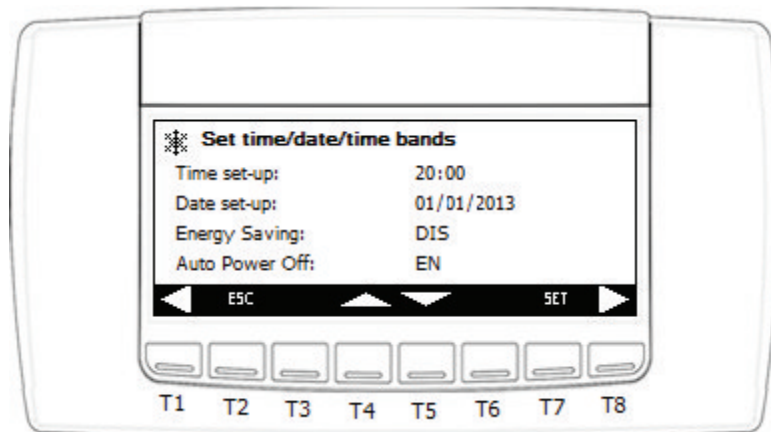 Set time/date/time bands
Time set-up: 20:00
Date set-up: 01/01/2013
Energy Saving: DIS
Auto Power Off: EN
ESC SET
T1 T2 T3 T4 T5 T6 T7 T8